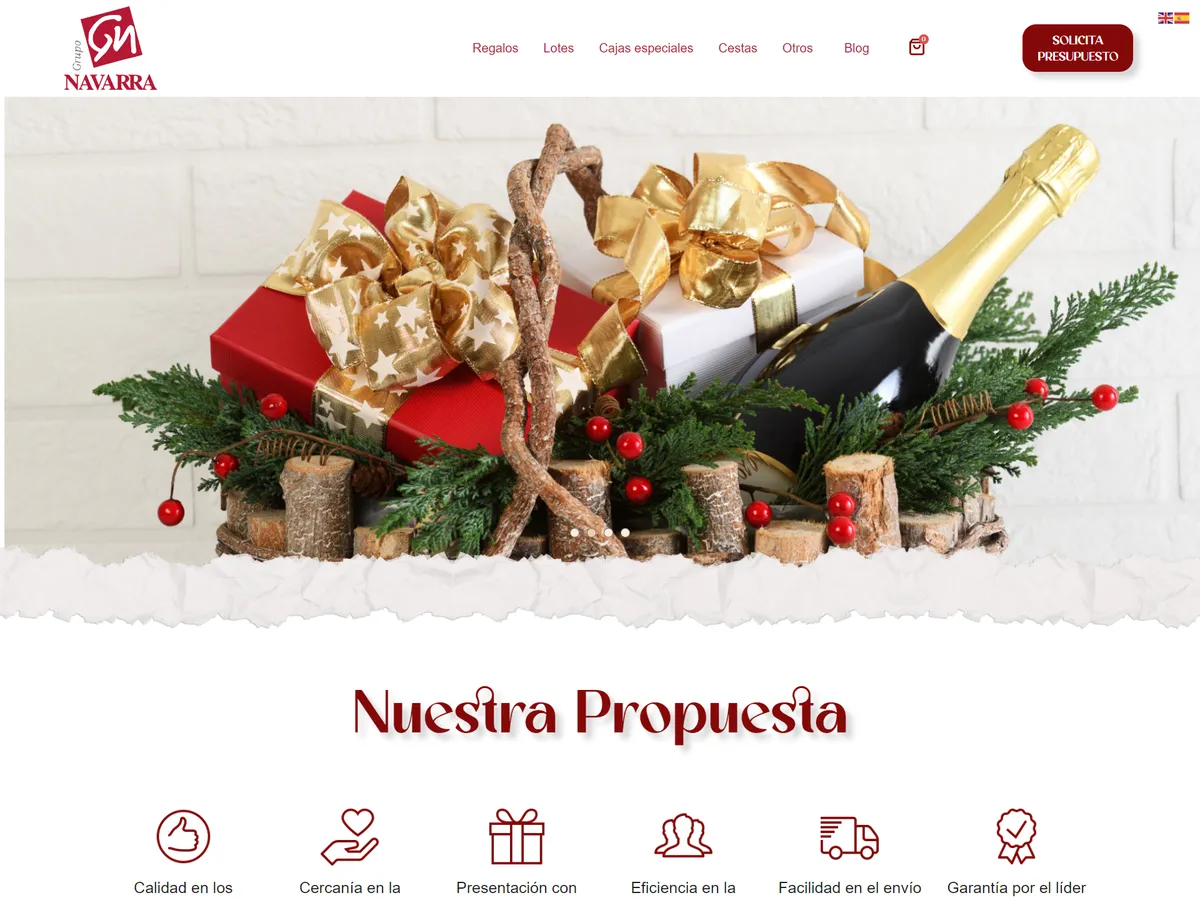 Grupo
GN
NAVARRA
Regalos
Lotes
Cajas especiales
Cestas
Otros
Blog
0
SOLICITA
PRESUPUESTO
Nuestra Propuesta
Calidad en los
Cercanía en la
Presentación con
Eficiencia en la
Facilidad en el envío
Garantía por el líder